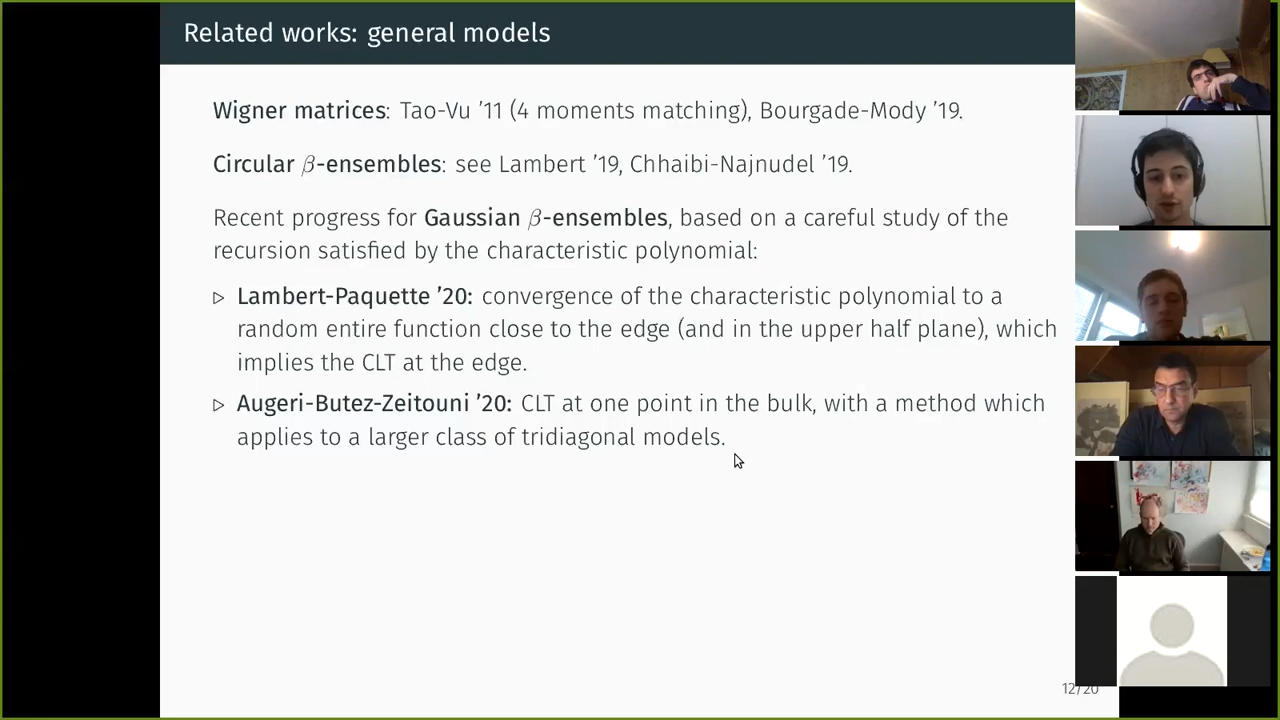 Related works: general models
Wigner matrices: Tao-Vu ’11 (4 moments matching), Bourgade-Mody ’19.
Circular β-ensembles: see Lambert ’19, Chhaibi-Najnudel ’19.
Recent progress for Gaussian β-ensembles, based on a careful study of the
recursion satisfied by the characteristic polynomial:
▷ Lambert-Paquette ’20: convergence of the characteristic polynomial to a
random entire function close to the edge (and in the upper half plane), which
implies the CLT at the edge.
▷ Augeri-Butez-Zeitouni ’20: CLT at one point in the bulk, with a method which
applies to a larger class of tridiagonal models.
12/20